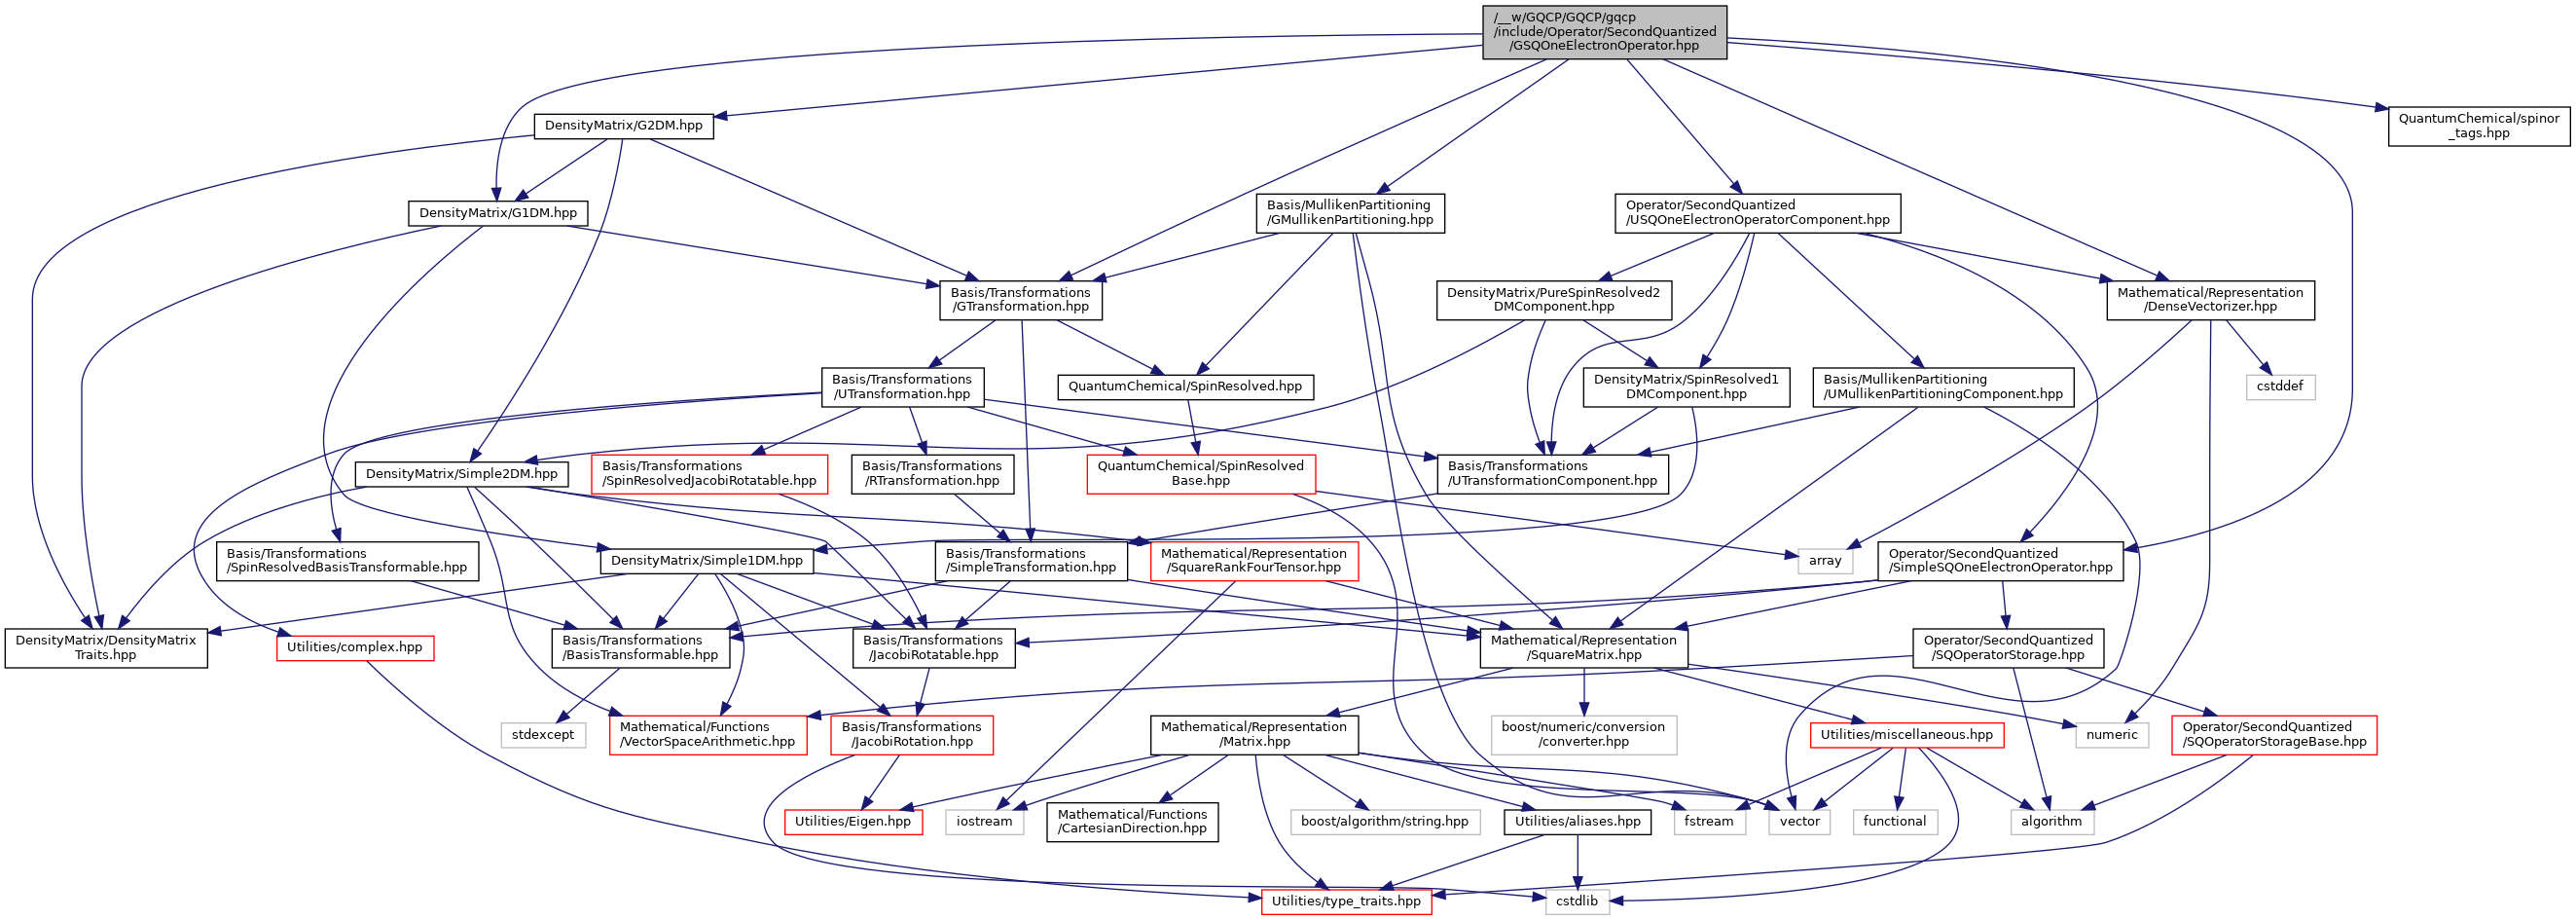 /__w/GQCP/GQCP/gqcp
/include/Operator/SecondQuantized
/GSQOneElectronOperator.hpp
DensityMatrix/G2DM.hpp
QuantumChemical/spinor
_tags.hpp
DensityMatrix/G1DM.hpp
Basis/MullikenPartitioning
/GMullikenPartitioning.hpp
Operator/SecondQuantized
/USQOneElectronOperatorComponent.hpp
Basis/Transformations
/GTransformation.hpp
DensityMatrix/PureSpinResolved2
DMComponent.hpp
Mathematical/Representation
/DenseVectorizer.hpp
Basis/Transformations
/UTransformation.hpp
QuantumChemical/SpinResolved.hpp
DensityMatrix/SpinResolved1
DMComponent.hpp
Basis/MullikenPartitioning
/UMullikenPartitioningComponent.hpp
cstddef
DensityMatrix/Simple2DM.hpp
Basis/Transformations
/SpinResolvedJacobiRotatable.hpp
Basis/Transformations
/RTransformation.hpp
QuantumChemical/SpinResolved
Base.hpp
Basis/Transformations
/UTransformationComponent.hpp
Basis/Transformations
/SpinResolvedBasisTransformable.hpp
DensityMatrix/Simple1DM.hpp
Basis/Transformations
/SimpleTransformation.hpp
Mathematical/Representation
/SquareRankFourTensor.hpp
array
Operator/SecondQuantized
/SimpleSQOneElectronOperator.hpp
DensityMatrix/DensityMatrix
Traits.hpp
Utilities/complex.hpp
Basis/Transformations
/BasisTransformable.hpp
Basis/Transformations
/JacobiRotatable.hpp
Mathematical/Representation
/SquareMatrix.hpp
Operator/SecondQuantized
/SQOperatorStorage.hpp
stdexcept
Mathematical/Functions
/VectorSpaceArithmetic.hpp
Basis/Transformations
/JacobiRotation.hpp
Mathematical/Representation
/Matrix.hpp
boost/numeric/conversion
/converter.hpp
Utilities/miscellaneous.hpp
numeric
Operator/SecondQuantized
/SQOperatorStorageBase.hpp
Utilities/Eigen.hpp
iostream
Mathematical/Functions
/CartesianDirection.hpp
boost/algorithm/string.hpp
Utilities/aliases.hpp
fstream
vector
functional
algorithm
Utilities/type_traits.hpp
cstdlib